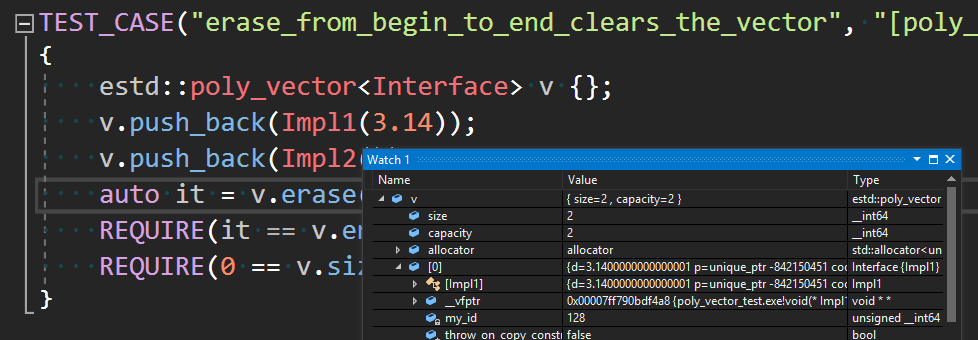 TEST_CASE("erase_from_begin_to_end_clears_the_vector", "[poly_
{
estd::poly_vector<Interface> v {};
v.push_back(Impl1(3.14));
v.push_back(Impl2(
auto it = v.erase(
REQUIRE(it == v.en
REQUIRE(0 == v.siz
}
Watch 1
Name Value Type
v { size=2 , capacity=2 } estd::poly_vector
size 2 __int64
capacity 2 __int64
allocator allocator std::allocator<un
[0] {d=3.1400000000000001 p=unique_ptr -842150451 coo Interface {Impl1}
[Impl1] {d=3.1400000000000001 p=unique_ptr -842150451 coo Impl1
__vfptr 0x00007ff790bdf4a8 {poly_vector_test.exe!void(* Impl1 void * *
my_id 128 unsigned __int64
throw_on_copy_constr false bool